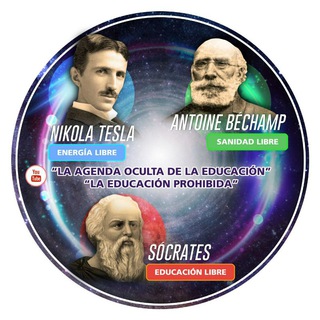 NIKOLA TESLA
ENERGÍA LIBRE
ANTOINE BECHAMP
SANIDAD LIBRE
"LA AGENDA OCULTA DE LA EDUCACIÓN"
"LA EDUCACIÓN PROHIBIDA"
You
Tube
SÓCRATES
EDUCACIÓN LIBRE